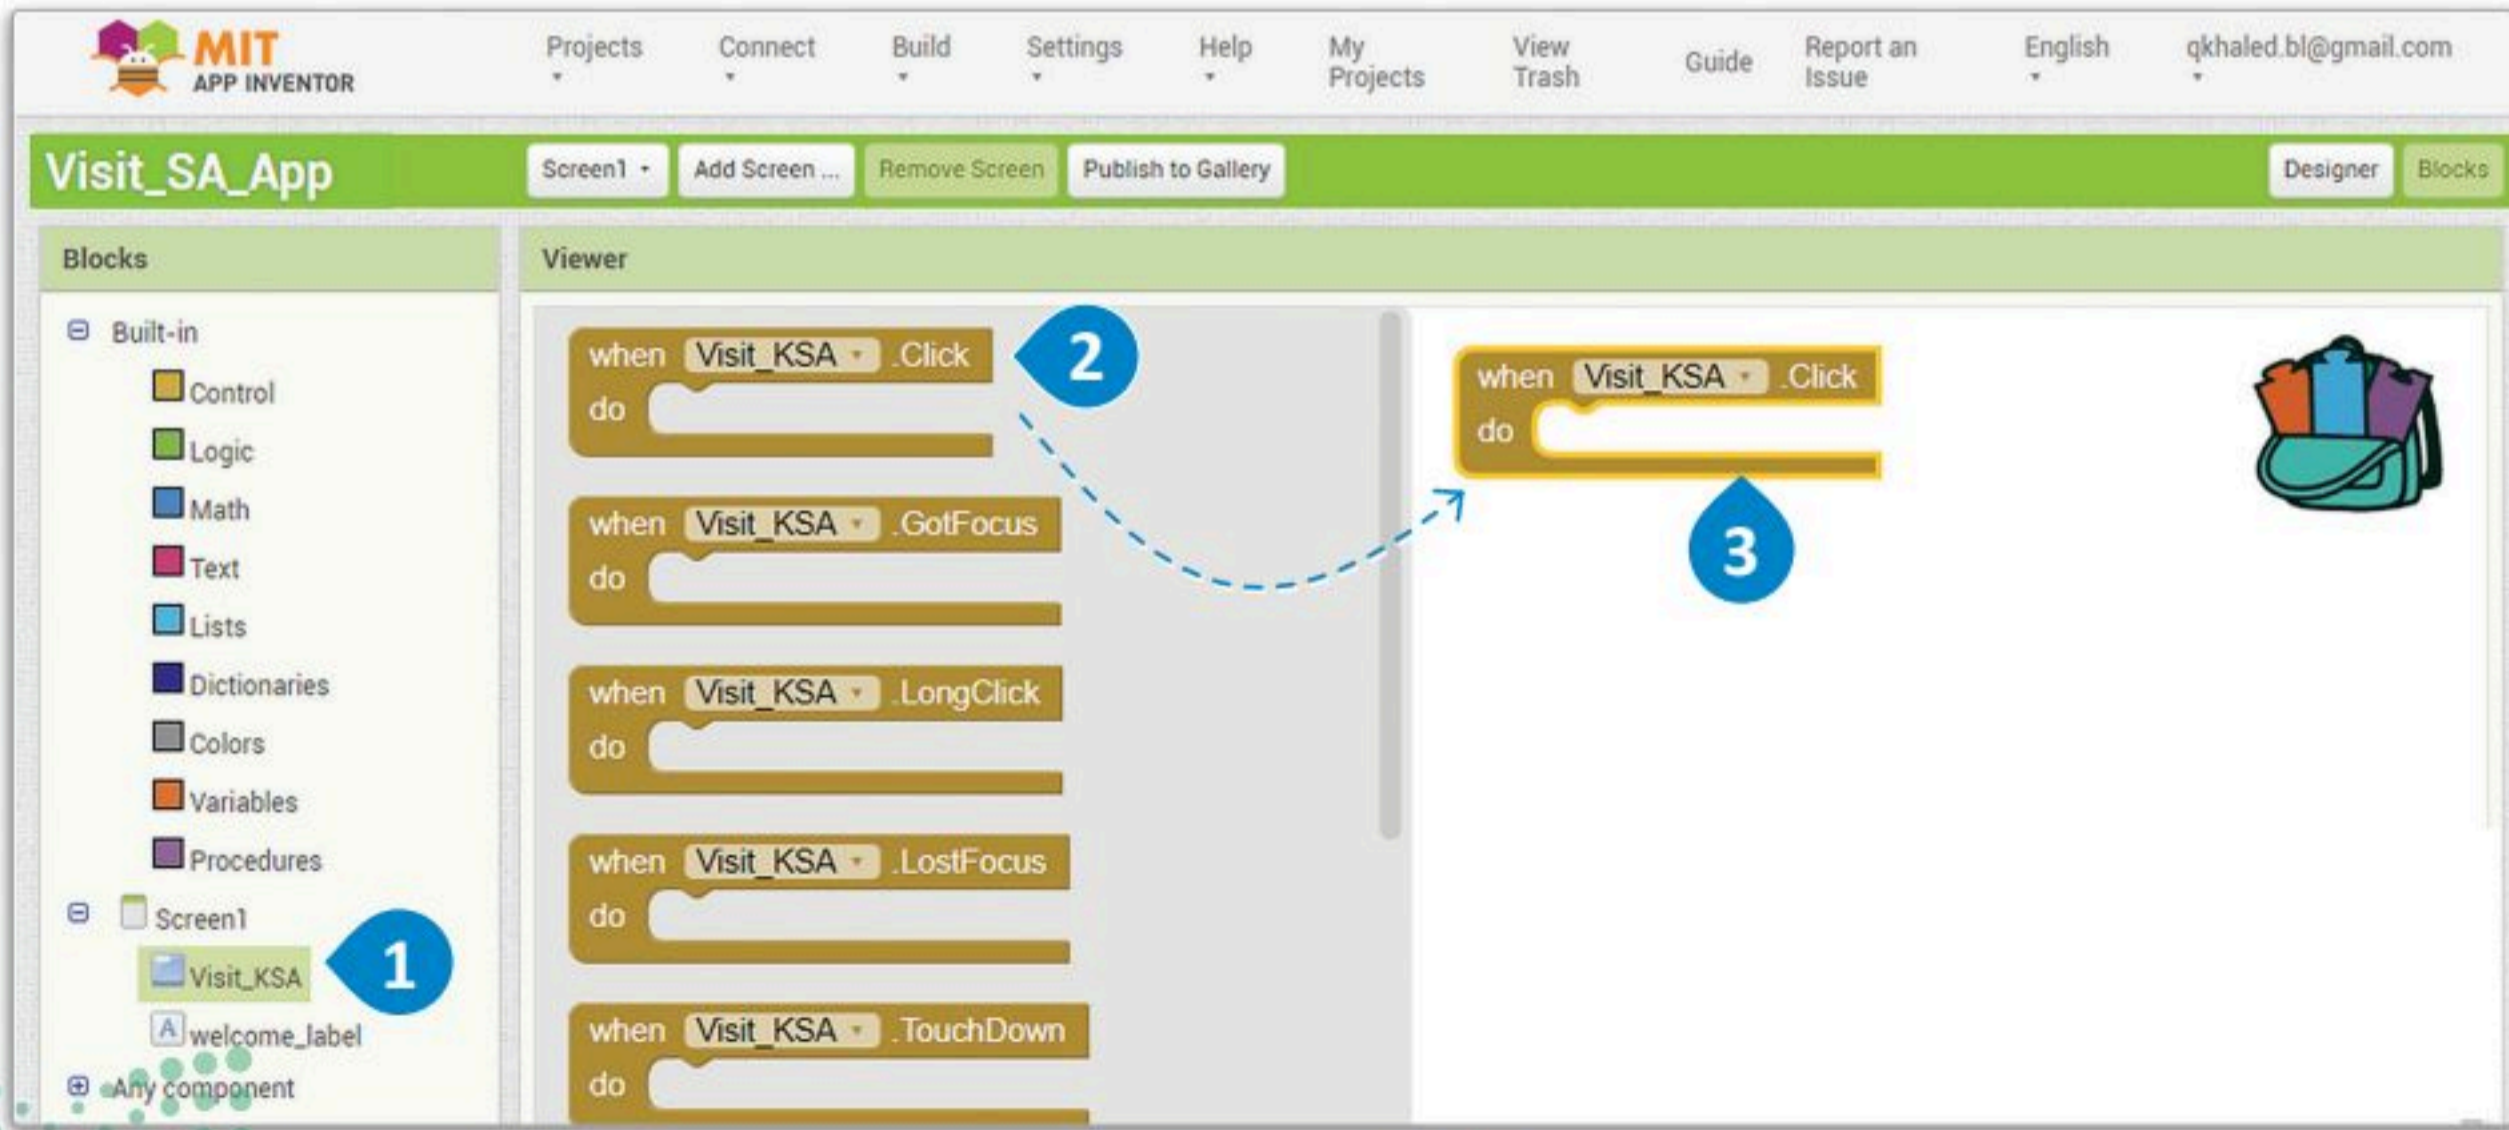 MIT
APP INVENTOR
Projects
Connect
Build
Settings
Help
My
Projects
View
Trash
Guide
Report an
Issue
English
qkhaled.bl@gmail.com
Visit_SA_App
Screen1
Add Screen ...
Remove Screen
Publish to Gallery
Designer
Blocks
Blocks
Built-in
Control
Logic
Math
Text
Lists
Dictionaries
Colors
Variables
Procedures
Screen1
Visit_KSA
1
welcome_label
Any component
Viewer
when Visit_KSA .Click
do
2
when Visit_KSA .GotFocus
do
when Visit_KSA .LongClick
do
when Visit_KSA .LostFocus
do
when Visit_KSA .TouchDown
do
when Visit_KSA .Click
do
3